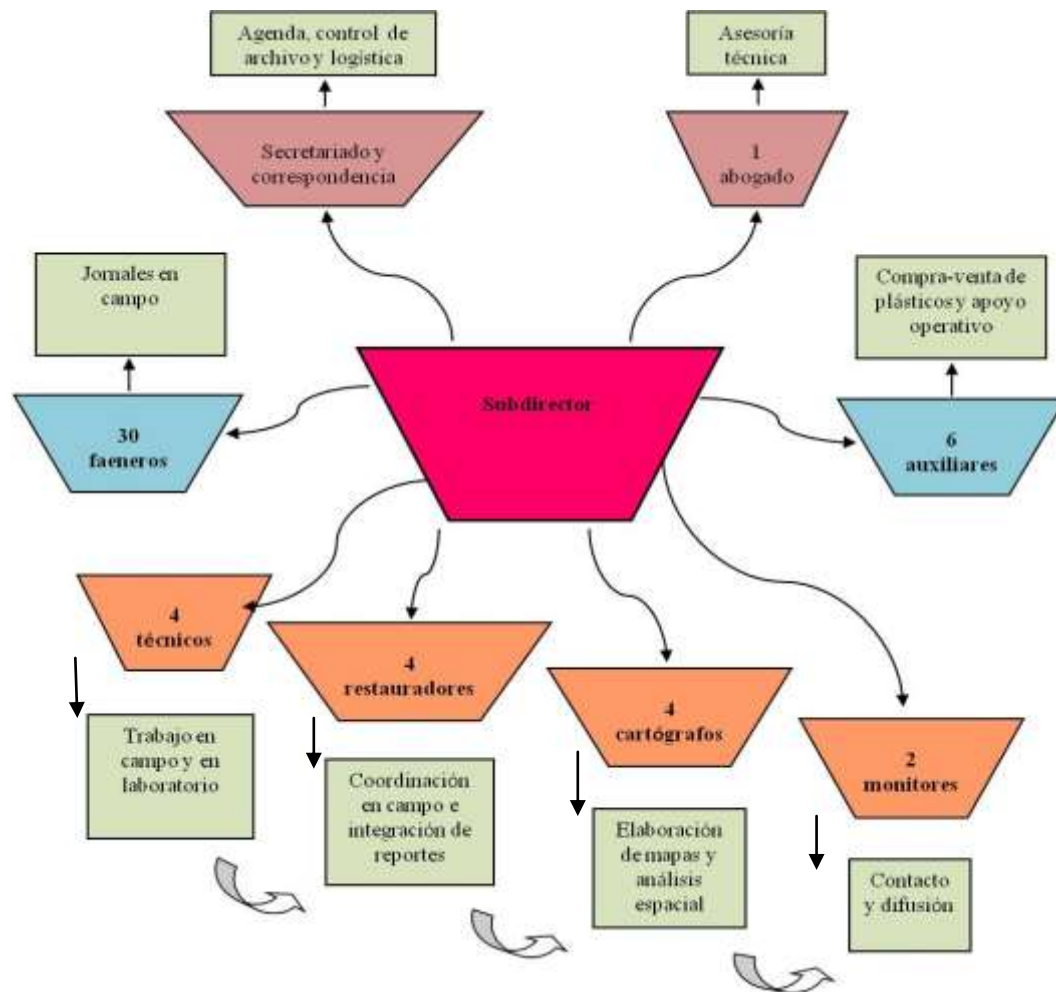 Agenda, control de
archivo y logística
Asesoría
técnica
Secretariado y
correspondencia
1
abogado
Jornales en
campo
Compra-venta de
plásticos y apoyo
operativo
Subdirector
30
faeneros
6
auxiliares
4
técnicos
4
restauradores
4
cartógrafos
2
monitores
Trabajo en
campo y en
laboratorio
Coordinación
en campo e
integración de
reportes
Elaboración
de mapas y
análisis
espacial
Contacto
y difusión